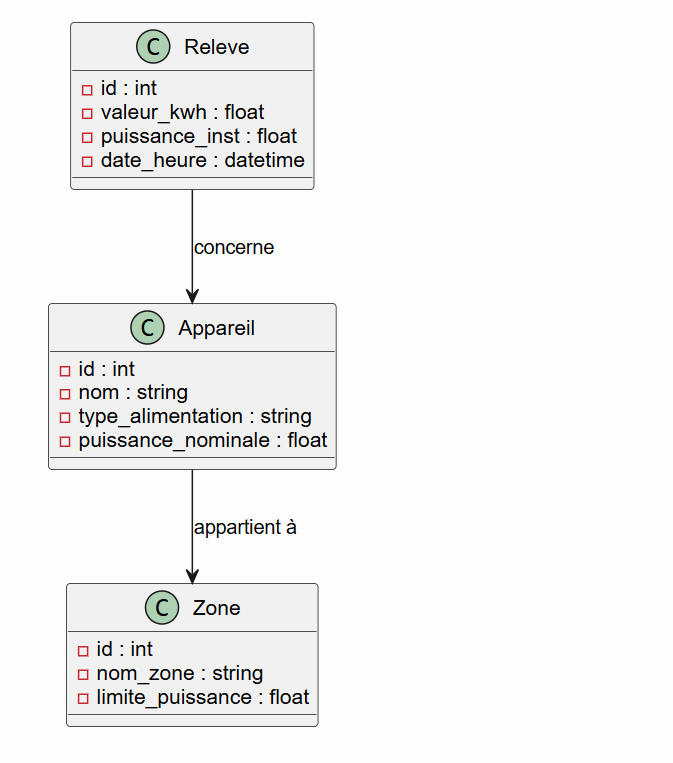 C Releve
id : int
valeur_kwh : float
puissance_inst : float
date_heure : datetime
concerne
C Appareil
id : int
nom : string
type_alimentation : string
puissance_nominale : float
appartient à
C Zone
id : int
nom_zone : string
limite_puissance : float